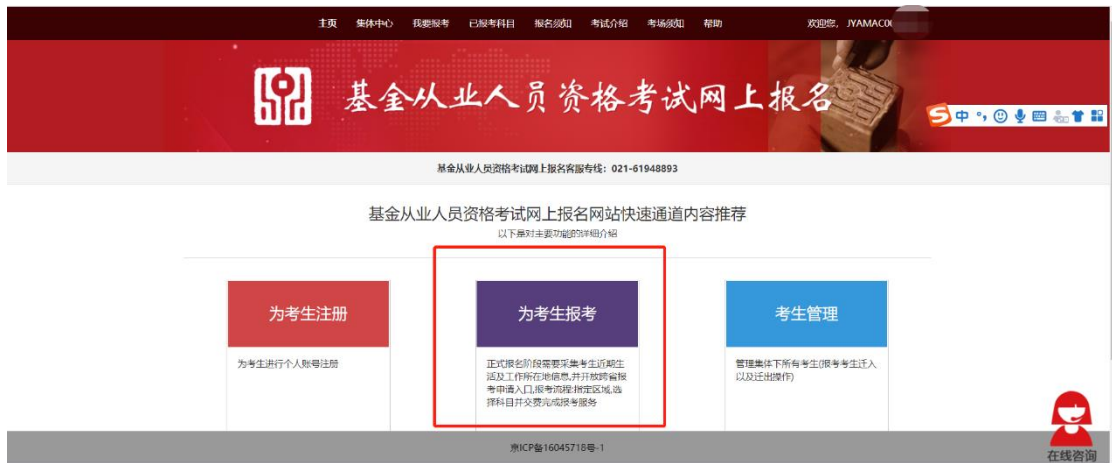 主页 集体中心 我要报考 已报考科目 报名须知 考试介绍 考场须知 帮助 欢迎您, JYAMAC0
基金从业人员资格考试网上报名
中
基金从业人员资格考试网上报名客服专线：021-61948893
基金从业人员资格考试网上报名网站快速通道内容推荐
以下是对主要功能的详细介绍
为考生注册
为考生进行个人账号注册
为考生报考
正式报名阶段需要采集考生近期生
活及工作所在地信息,并开放跨省报
考申请入口,报考流程:指定区域,选
择科目并交费完成报考服务
考生管理
管理集体下所有考生(报考考生迁入
以及迁出操作)
京ICP备16045718号-1
在线咨询